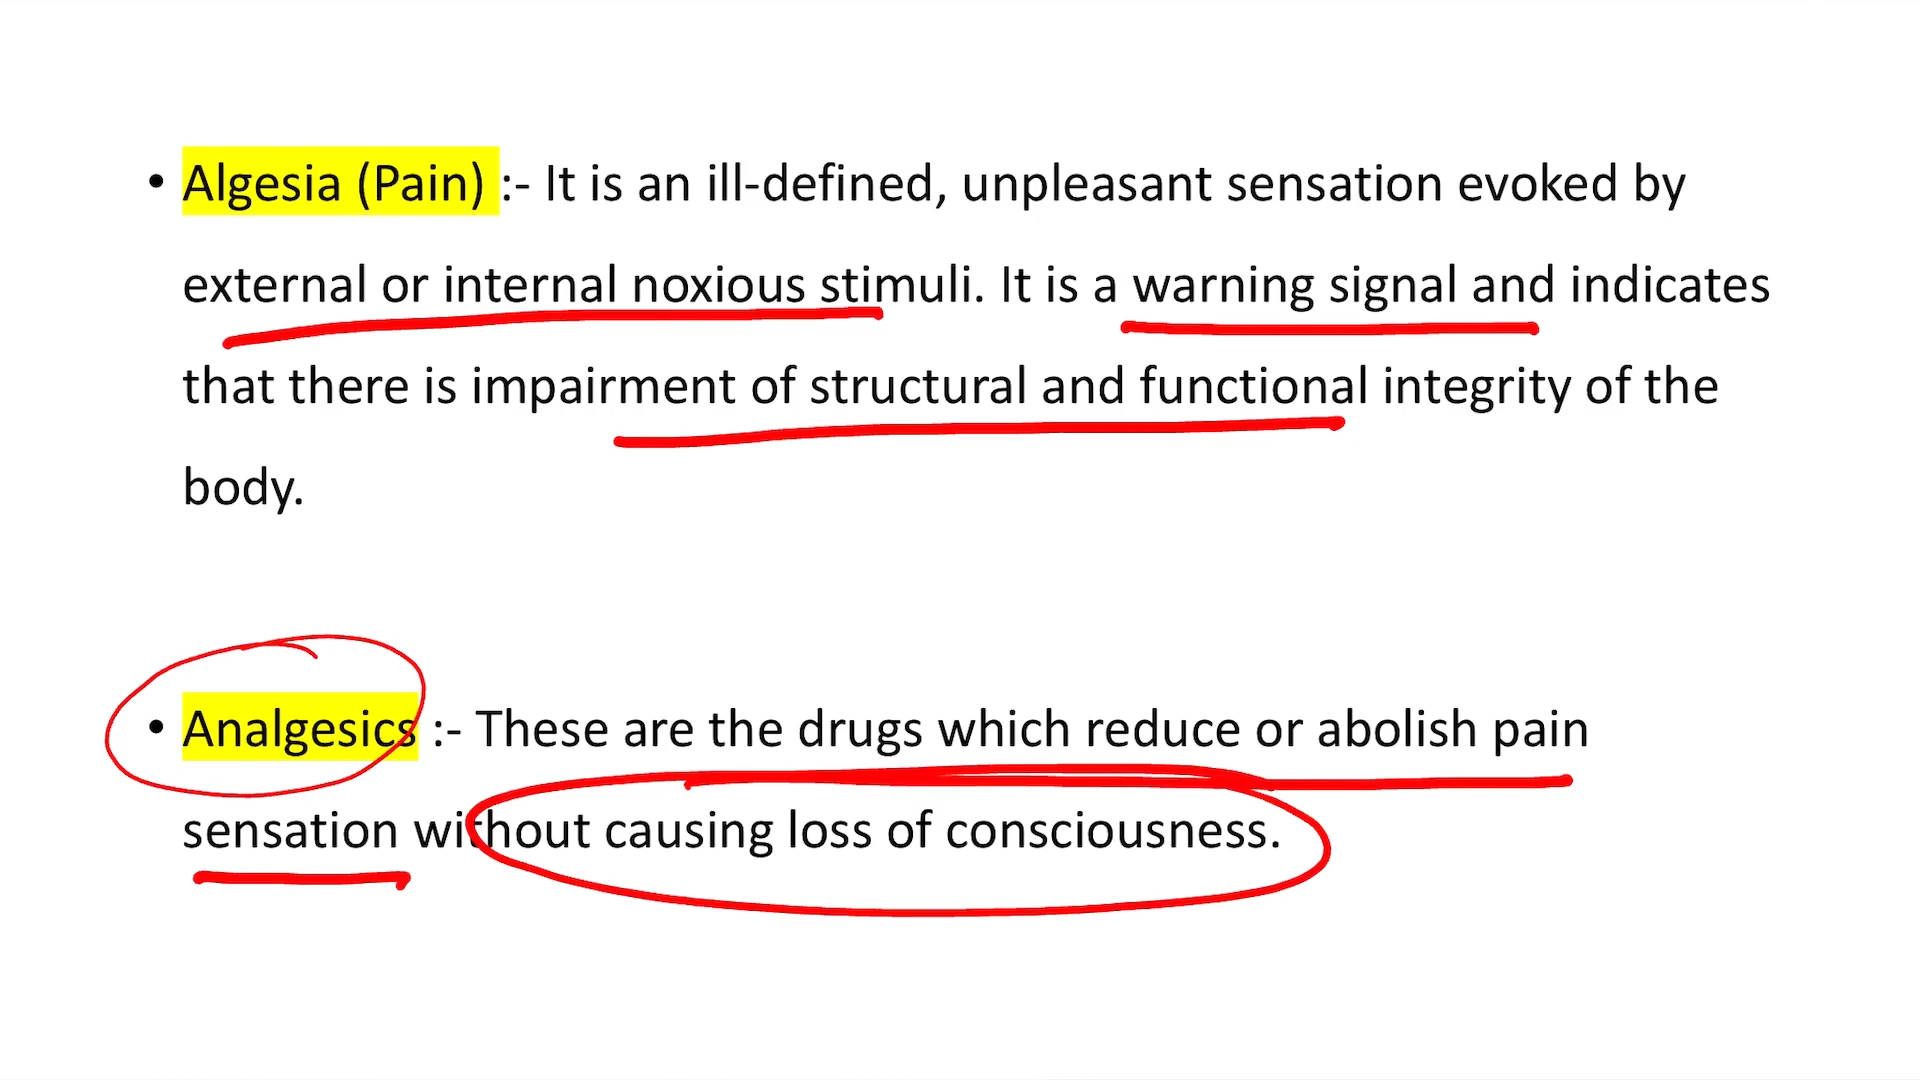 • Algesia (Pain) :- It is an ill-defined, unpleasant sensation evoked by
external or internal noxious stimuli. It is a warning signal and indicates
that there is impairment of structural and functional integrity of the
body.
• Analgesics :- These are the drugs which reduce or abolish pain
sensation without causing loss of consciousness.